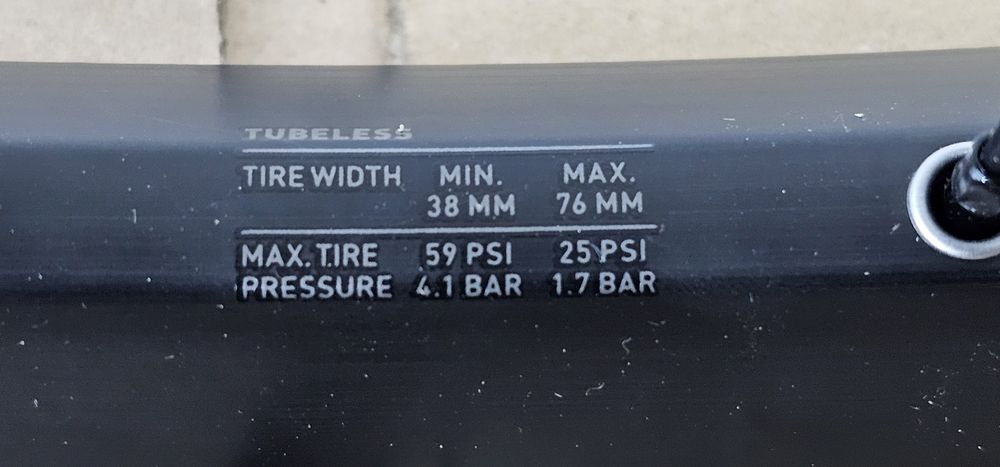 TUBELESS
TIRE WIDTH MIN. MAX.
38 MM 76 MM
MAX. TIRE 59 PSI 25 PSI
PRESSURE 4.1 BAR 1.7 BAR